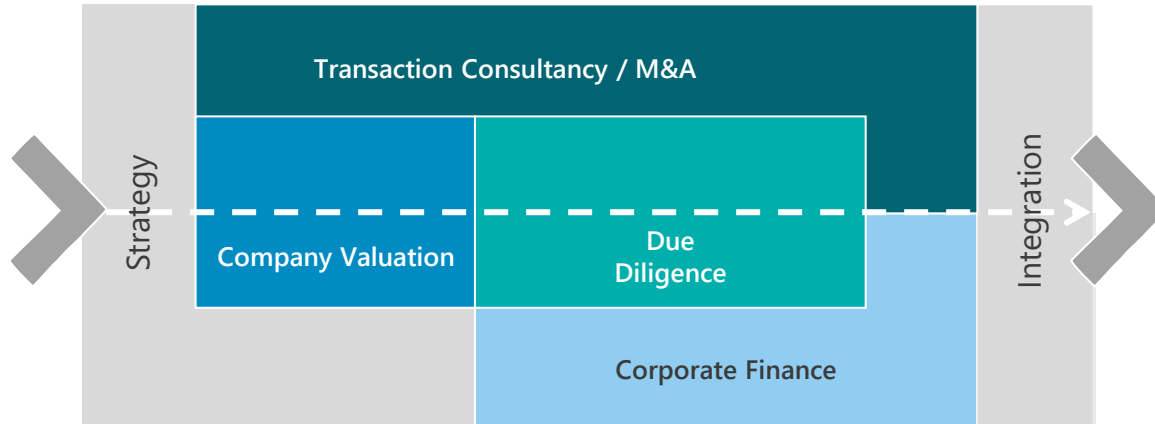 Transaction Consultancy / M&A
Strategy
Company Valuation
Due
Diligence
Integration
Corporate Finance